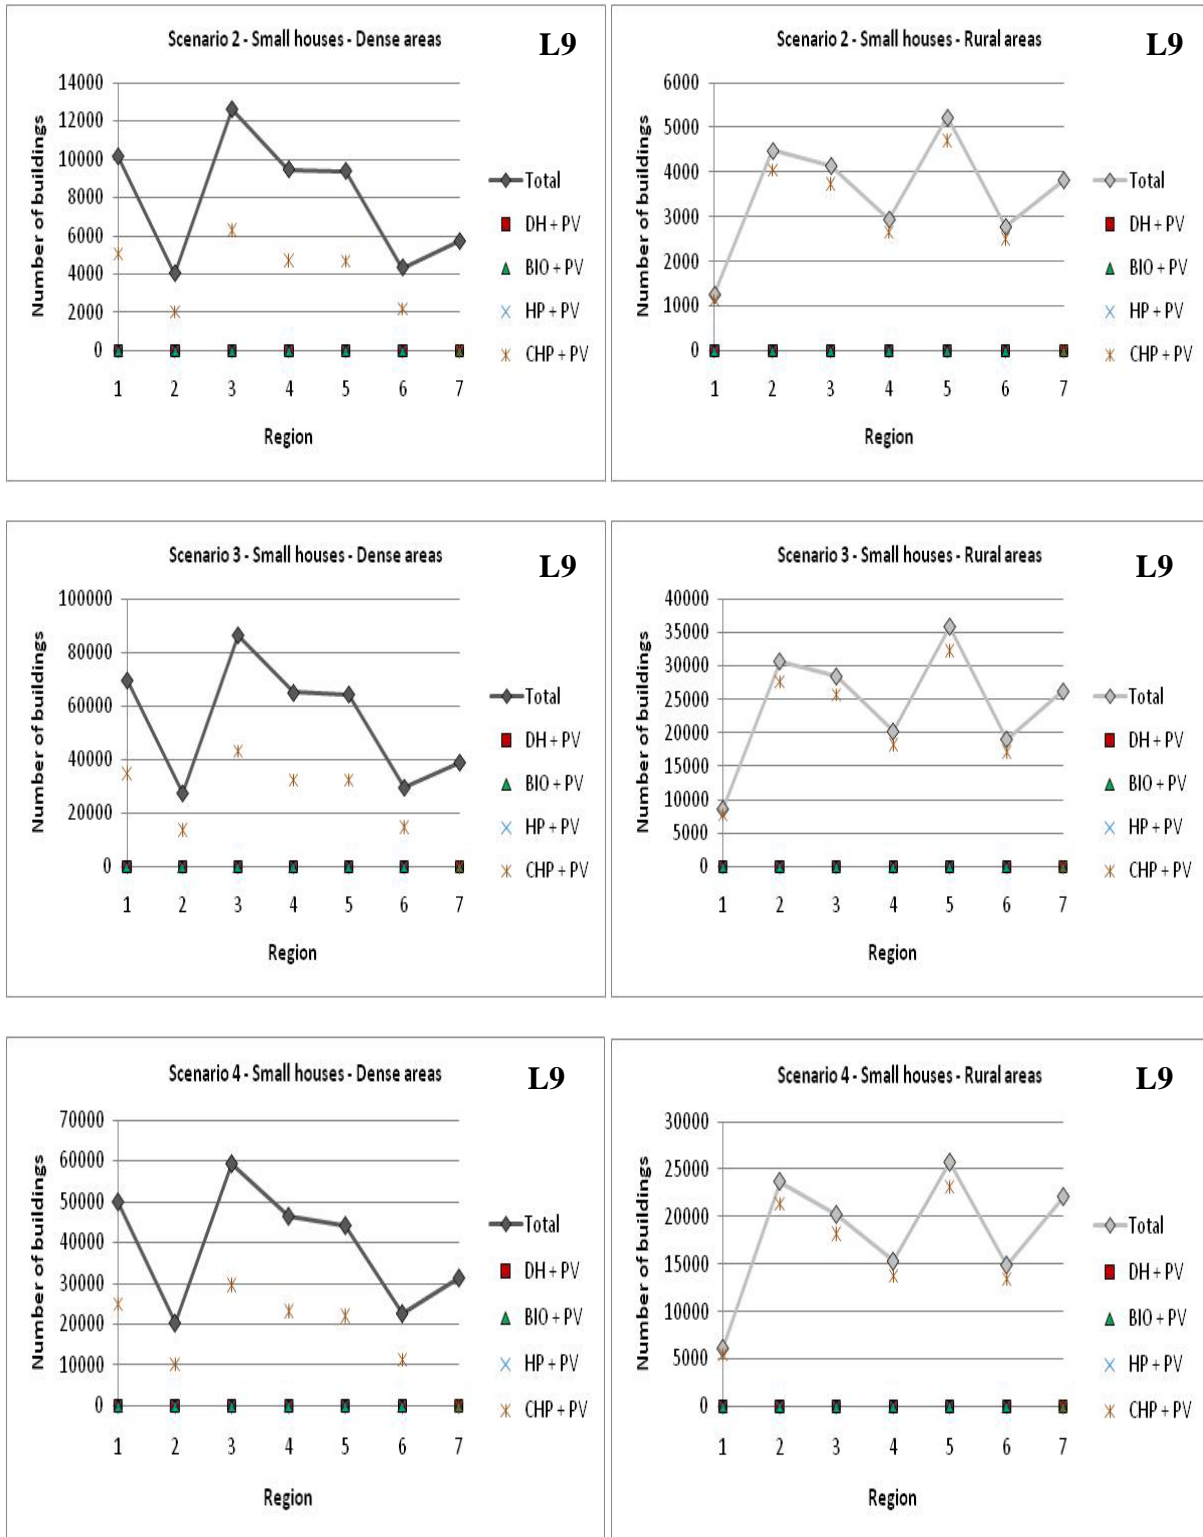 Scenario 2 - Small houses - Dense areas
L9
Number of buildings
14000
12000
10000
8000
6000
4000
2000
0
1 2 3 4 5 6 7
Region
Total
DH + PV
BIO + PV
HP + PV
CHP + PV
Scenario 2 - Small houses - Rural areas
L9
Number of buildings
6000
5000
4000
3000
2000
1000
0
1 2 3 4 5 6 7
Region
Total
DH + PV
BIO + PV
HP + PV
CHP + PV
Scenario 3 - Small houses - Dense areas
L9
Number of buildings
100000
80000
60000
40000
20000
0
1 2 3 4 5 6 7
Region
Total
DH + PV
BIO + PV
HP + PV
CHP + PV
Scenario 3 - Small houses - Rural areas
L9
Number of buildings
40000
35000
30000
25000
20000
15000
10000
5000
0
1 2 3 4 5 6 7
Region
Total
DH + PV
BIO + PV
HP + PV
CHP + PV
Scenario 4 - Small houses - Dense areas
L9
Number of buildings
70000
60000
50000
40000
30000
20000
10000
0
1 2 3 4 5 6 7
Region
Total
DH + PV
BIO + PV
HP + PV
CHP + PV
Scenario 4 - Small houses - Rural areas
L9
Number of buildings
30000
25000
20000
15000
10000
5000
0
1 2 3 4 5 6 7
Region
Total
DH + PV
BIO + PV
HP + PV
CHP + PV